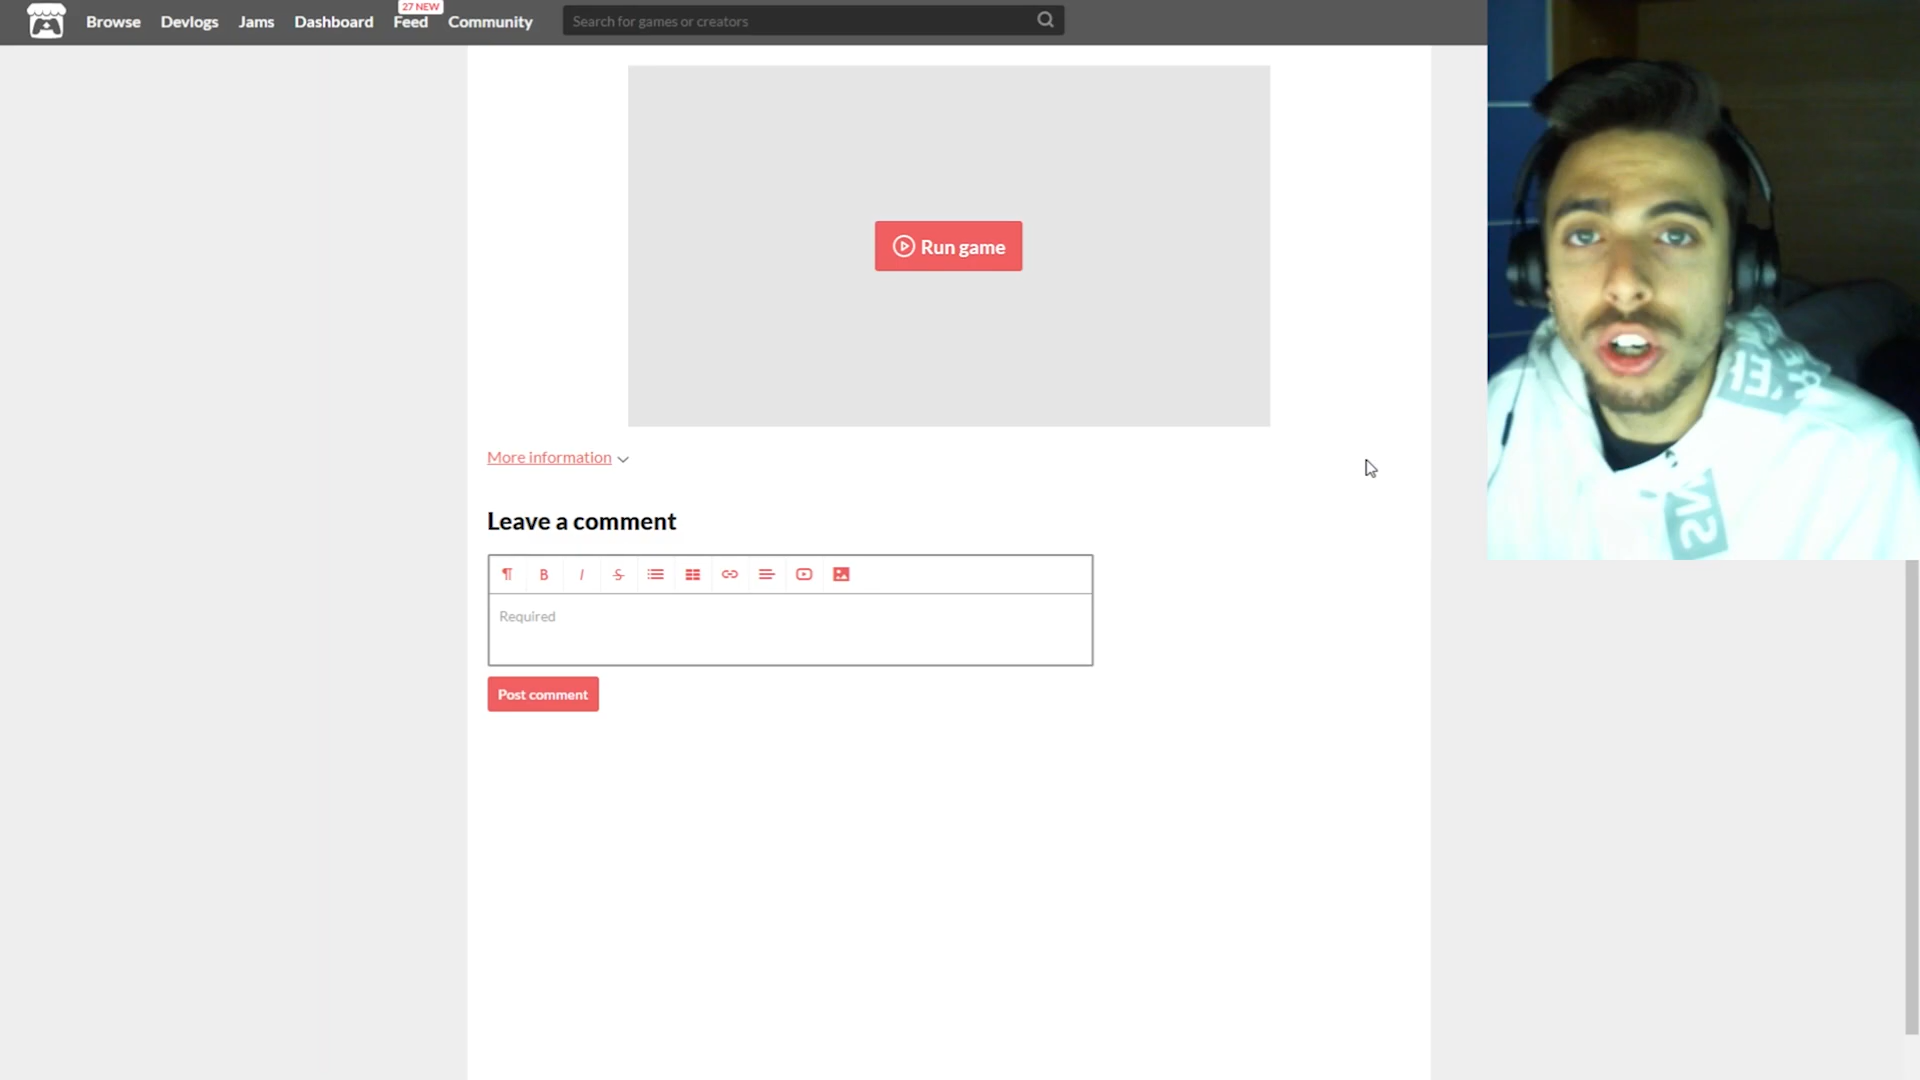 27 NEW
Browse Devlogs Jams Dashboard Feed Community Search for games or creators
Run game
More information
Leave a comment
Required
Post comment